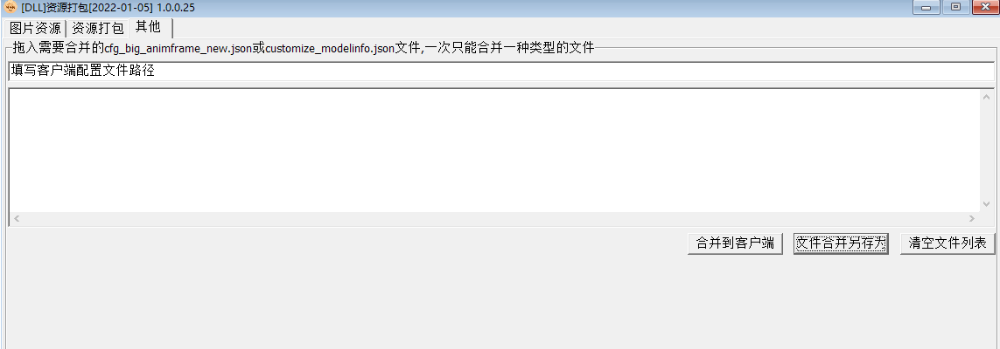 [DLL]资源打包[2022-01-05] 1.0.0.25
图片资源 资源打包 其他
拖入需要合并的cfg_big_animframe_new.json或customize_modelinfo.json文件,一次只能合并一种类型的文件
填写客户端配置文件路径
合并到客户端 文件合并另存为 清空文件列表